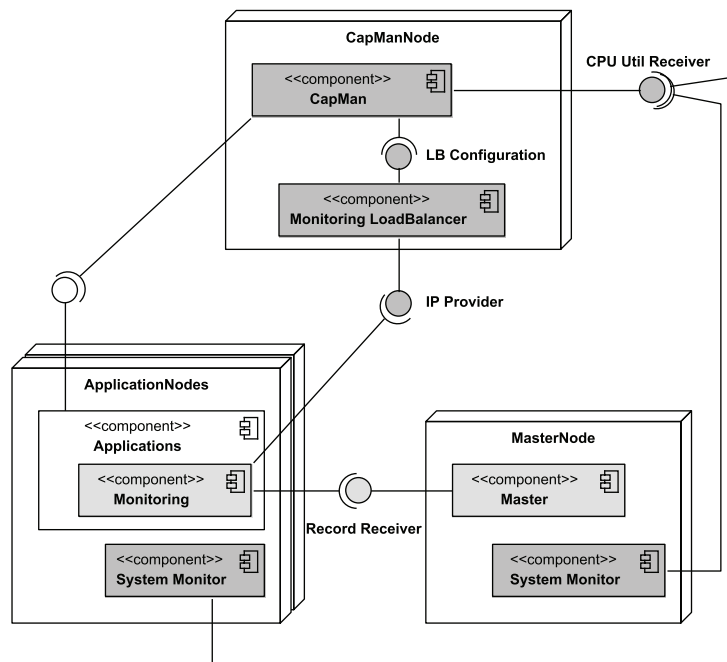 CapManNode
CPU Util Receiver
<<component>>
CapMan
LB Configuration
<<component>>
Monitoring LoadBalancer
IP Provider
ApplicationNodes
<<component>>
Applications
<<component>>
Monitoring
<<component>>
System Monitor
Record Receiver
MasterNode
<<component>>
Master
<<component>>
System Monitor